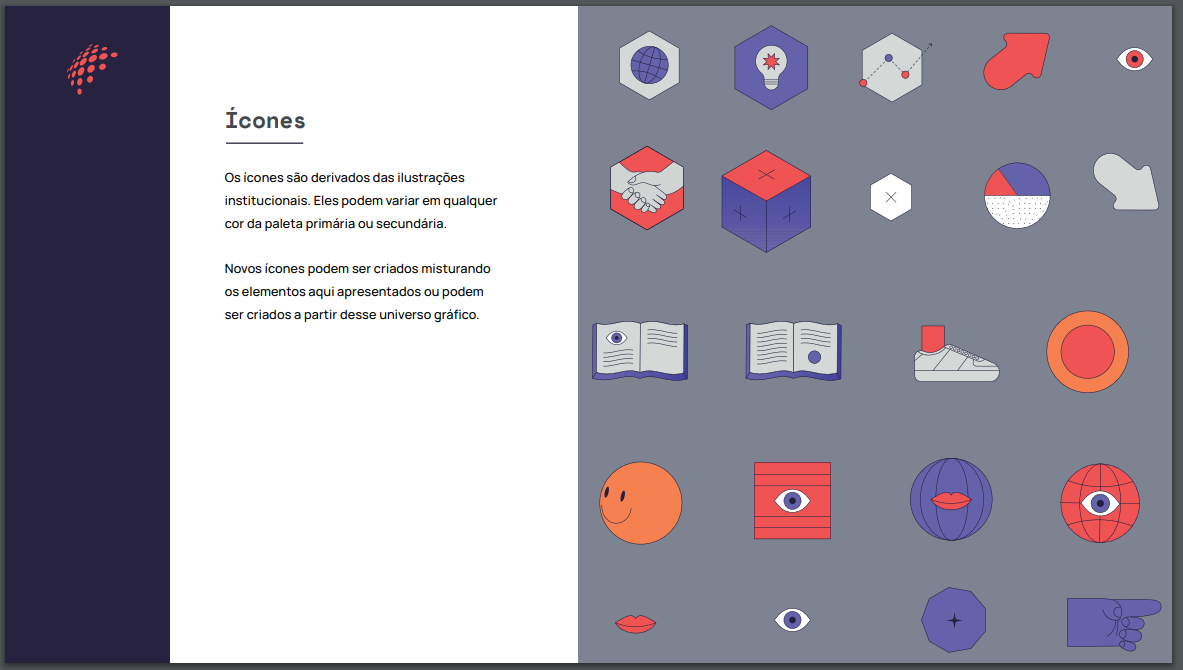 Ícones
Os ícones são derivados das ilustrações
institucionais. Eles podem variar em qualquer
cor da paleta primária ou secundária.
Novos ícones podem ser criados misturando
os elementos aqui apresentados ou podem
ser criados a partir desse universo gráfico.